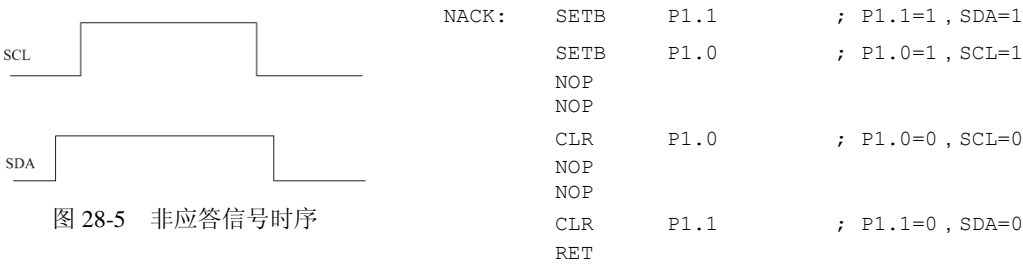 SCL
SDA
图 28-5 非应答信号时序
NACK: SETB P1.1 ; P1.1=1，SDA=1
SETB P1.0 ; P1.0=1，SCL=1
NOP
NOP
CLR P1.0 ; P1.0=0，SCL=0
NOP
NOP
CLR P1.1 ; P1.1=0，SDA=0
RET